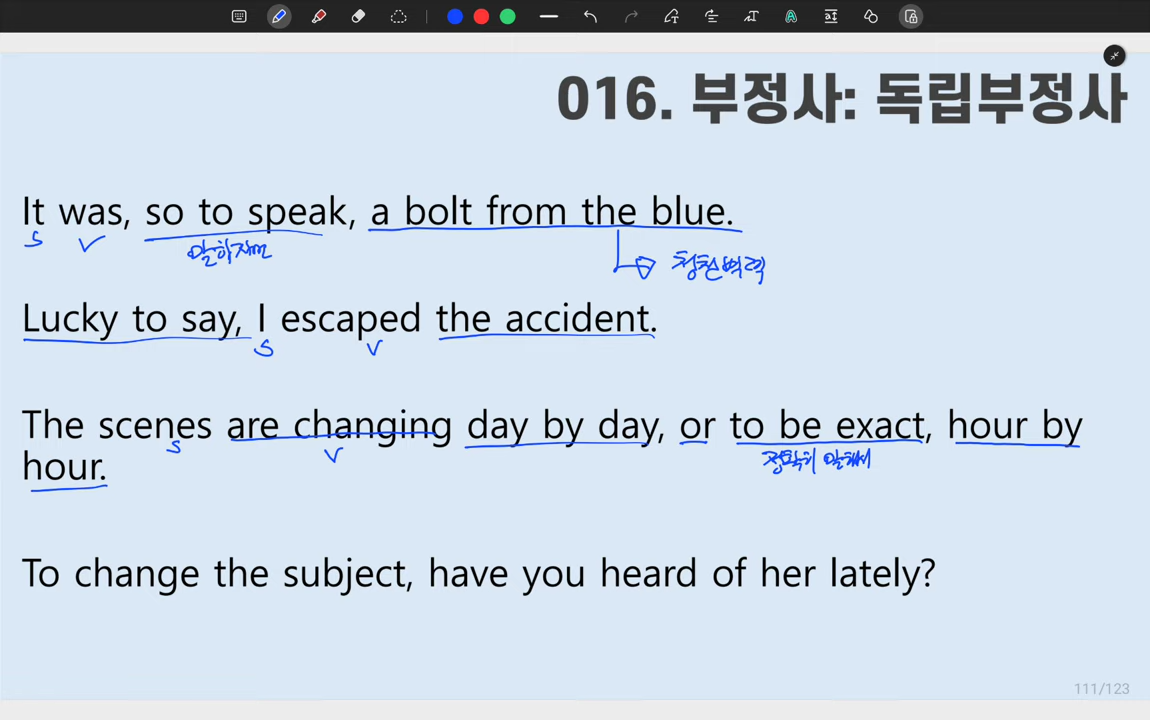 016. 부정사: 독립부정사
It was, so to speak, a bolt from the blue.
S V 말하자면 청천벽력
Lucky to say, I escaped the accident.
S V
The scenes are changing day by day, or to be exact, hour by
S V 정확히 말해서
hour.
To change the subject, have you heard of her lately?
111/123